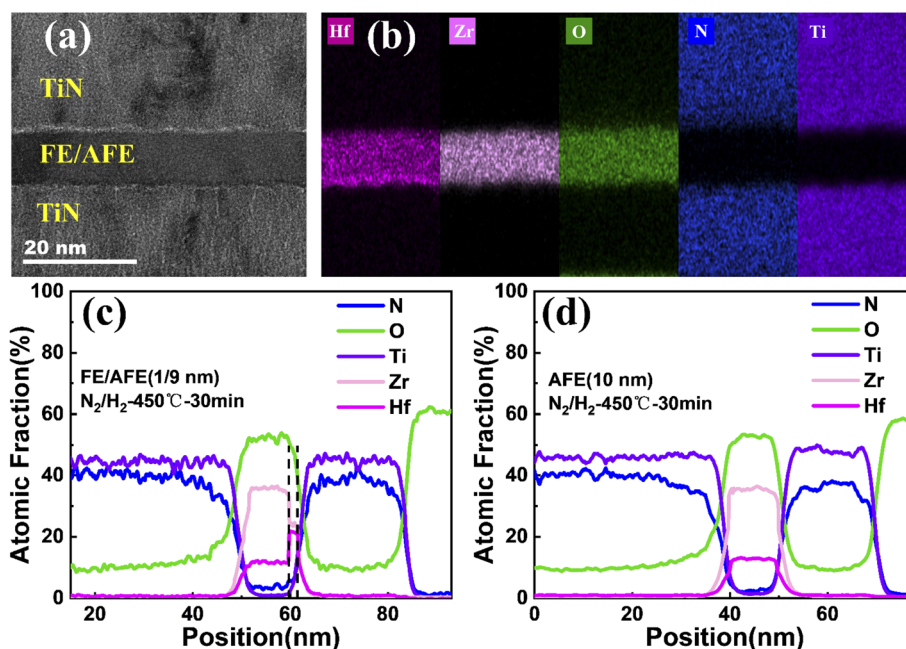 (a)
TiN
FE/AFE
TiN
20 nm
Hf
(b)
Zr
O
N
Ti
100
80
60
40
20
0
Atomic Fraction(%)
(c)
N
O
Ti
Zr
Hf
FE/AFE(1/9 nm)
N₂/H₂-450℃-30min
20
40
60
80
Position(nm)
100
80
60
40
20
0
Atomic Fraction(%)
(d)
N
O
Ti
Zr
Hf
AFE(10 nm)
N₂/H₂-450℃-30min
0
20
40
60
Position(nm)